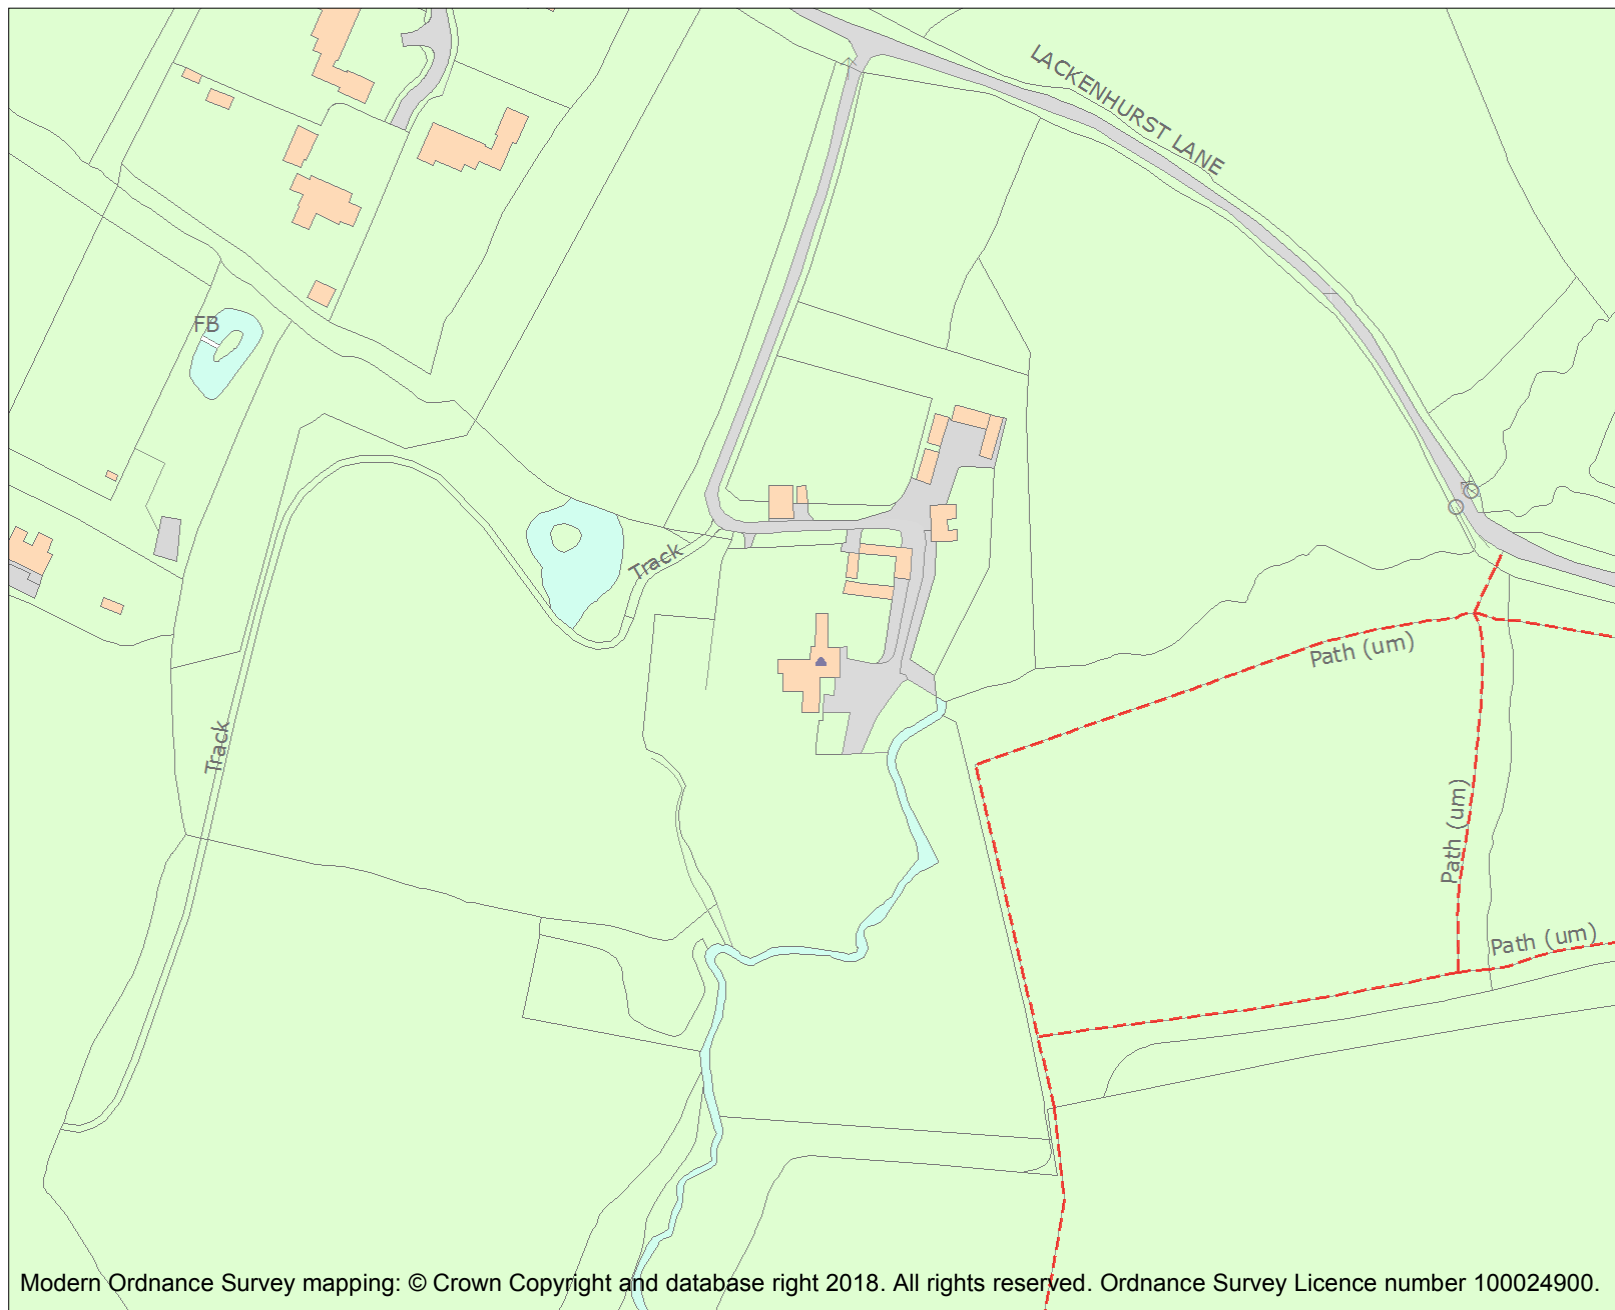 LACKENHURST LANE
FB
Track
Path (um)
Track
Path (um)
Path (um)
Modern Ordnance Survey mapping: © Crown Copyright and database right 2018. All rights reserved. Ordnance Survey Licence number 100024900.